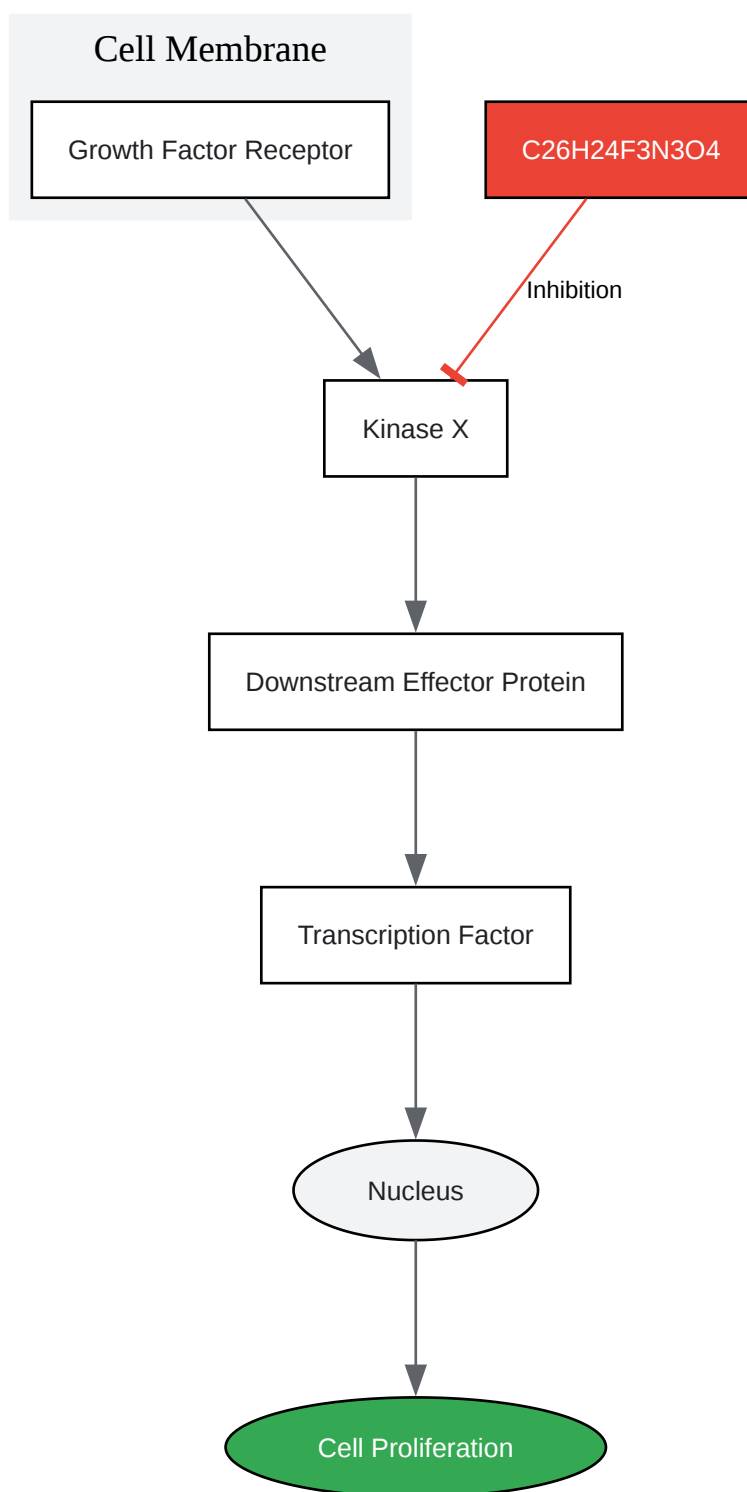 Cell Membrane
Growth Factor Receptor
C26H24F3N3O4
Inhibition
Kinase X
Downstream Effector Protein
Transcription Factor
Nucleus
Cell Proliferation